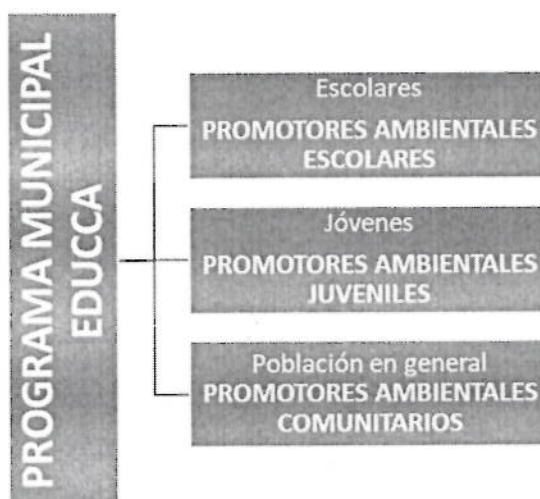 PROGRAMA MUNICIPAL
EDUCCA
Escolares
PROMOTORES AMBIENTALES
ESCOLARES
Jóvenes
PROMOTORES AMBIENTALES
JUVENILES
Población en general
PROMOTORES AMBIENTALES
COMUNITARIOS